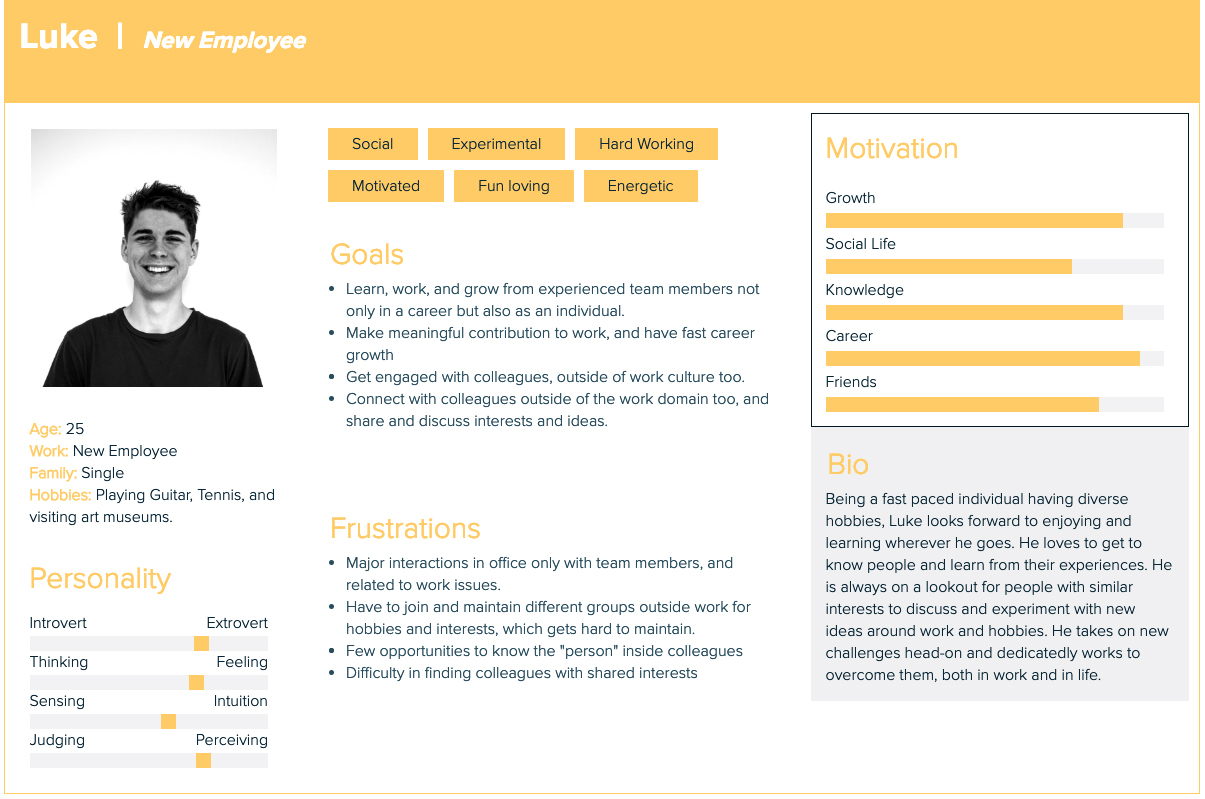 Luke | New Employee
Age: 25
Work: New Employee
Family: Single
Hobbies: Playing Guitar, Tennis, and
visiting art museums.
Personality
Introvert Extrovert
Thinking Feeling
Sensing Intuition
Judging Perceiving
Social Experimental Hard Working
Motivated Fun loving Energetic
Goals
• Learn, work, and grow from experienced team members not
only in a career but also as an individual.
• Make meaningful contribution to work, and have fast career
growth
• Get engaged with colleagues, outside of work culture too.
• Connect with colleagues outside of the work domain too, and
share and discuss interests and ideas.
Frustrations
• Major interactions in office only with team members, and
related to work issues.
• Have to join and maintain different groups outside work for
hobbies and interests, which gets hard to maintain.
• Few opportunities to know the "person" inside colleagues
• Difficulty in finding colleagues with shared interests
Motivation
Growth
Social Life
Knowledge
Career
Friends
Bio
Being a fast paced individual having diverse
hobbies, Luke looks forward to enjoying and
learning wherever he goes. He loves to get to
know people and learn from their experiences. He
is always on a lookout for people with similar
interests to discuss and experiment with new
ideas around work and hobbies. He takes on new
challenges head-on and dedicatedly works to
overcome them, both in work and in life.